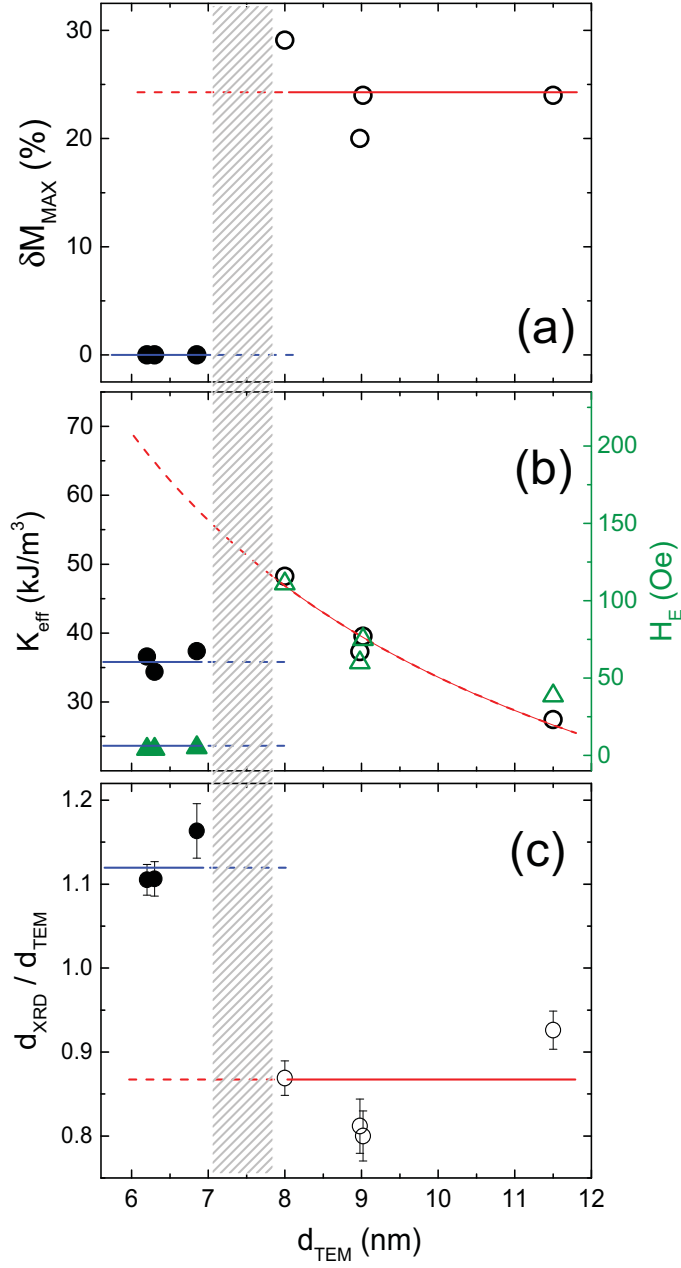 30
20
10
0
δM_MAX (%)
(a)
70
60
50
40
30
K_eff (kJ/m³)
200
150
100
50
0
H_E (Oe)
(b)
1.2
1.1
1.0
0.9
0.8
d_XRD / d_TEM
(c)
6 7 8 9 10 11 12
d_TEM (nm)